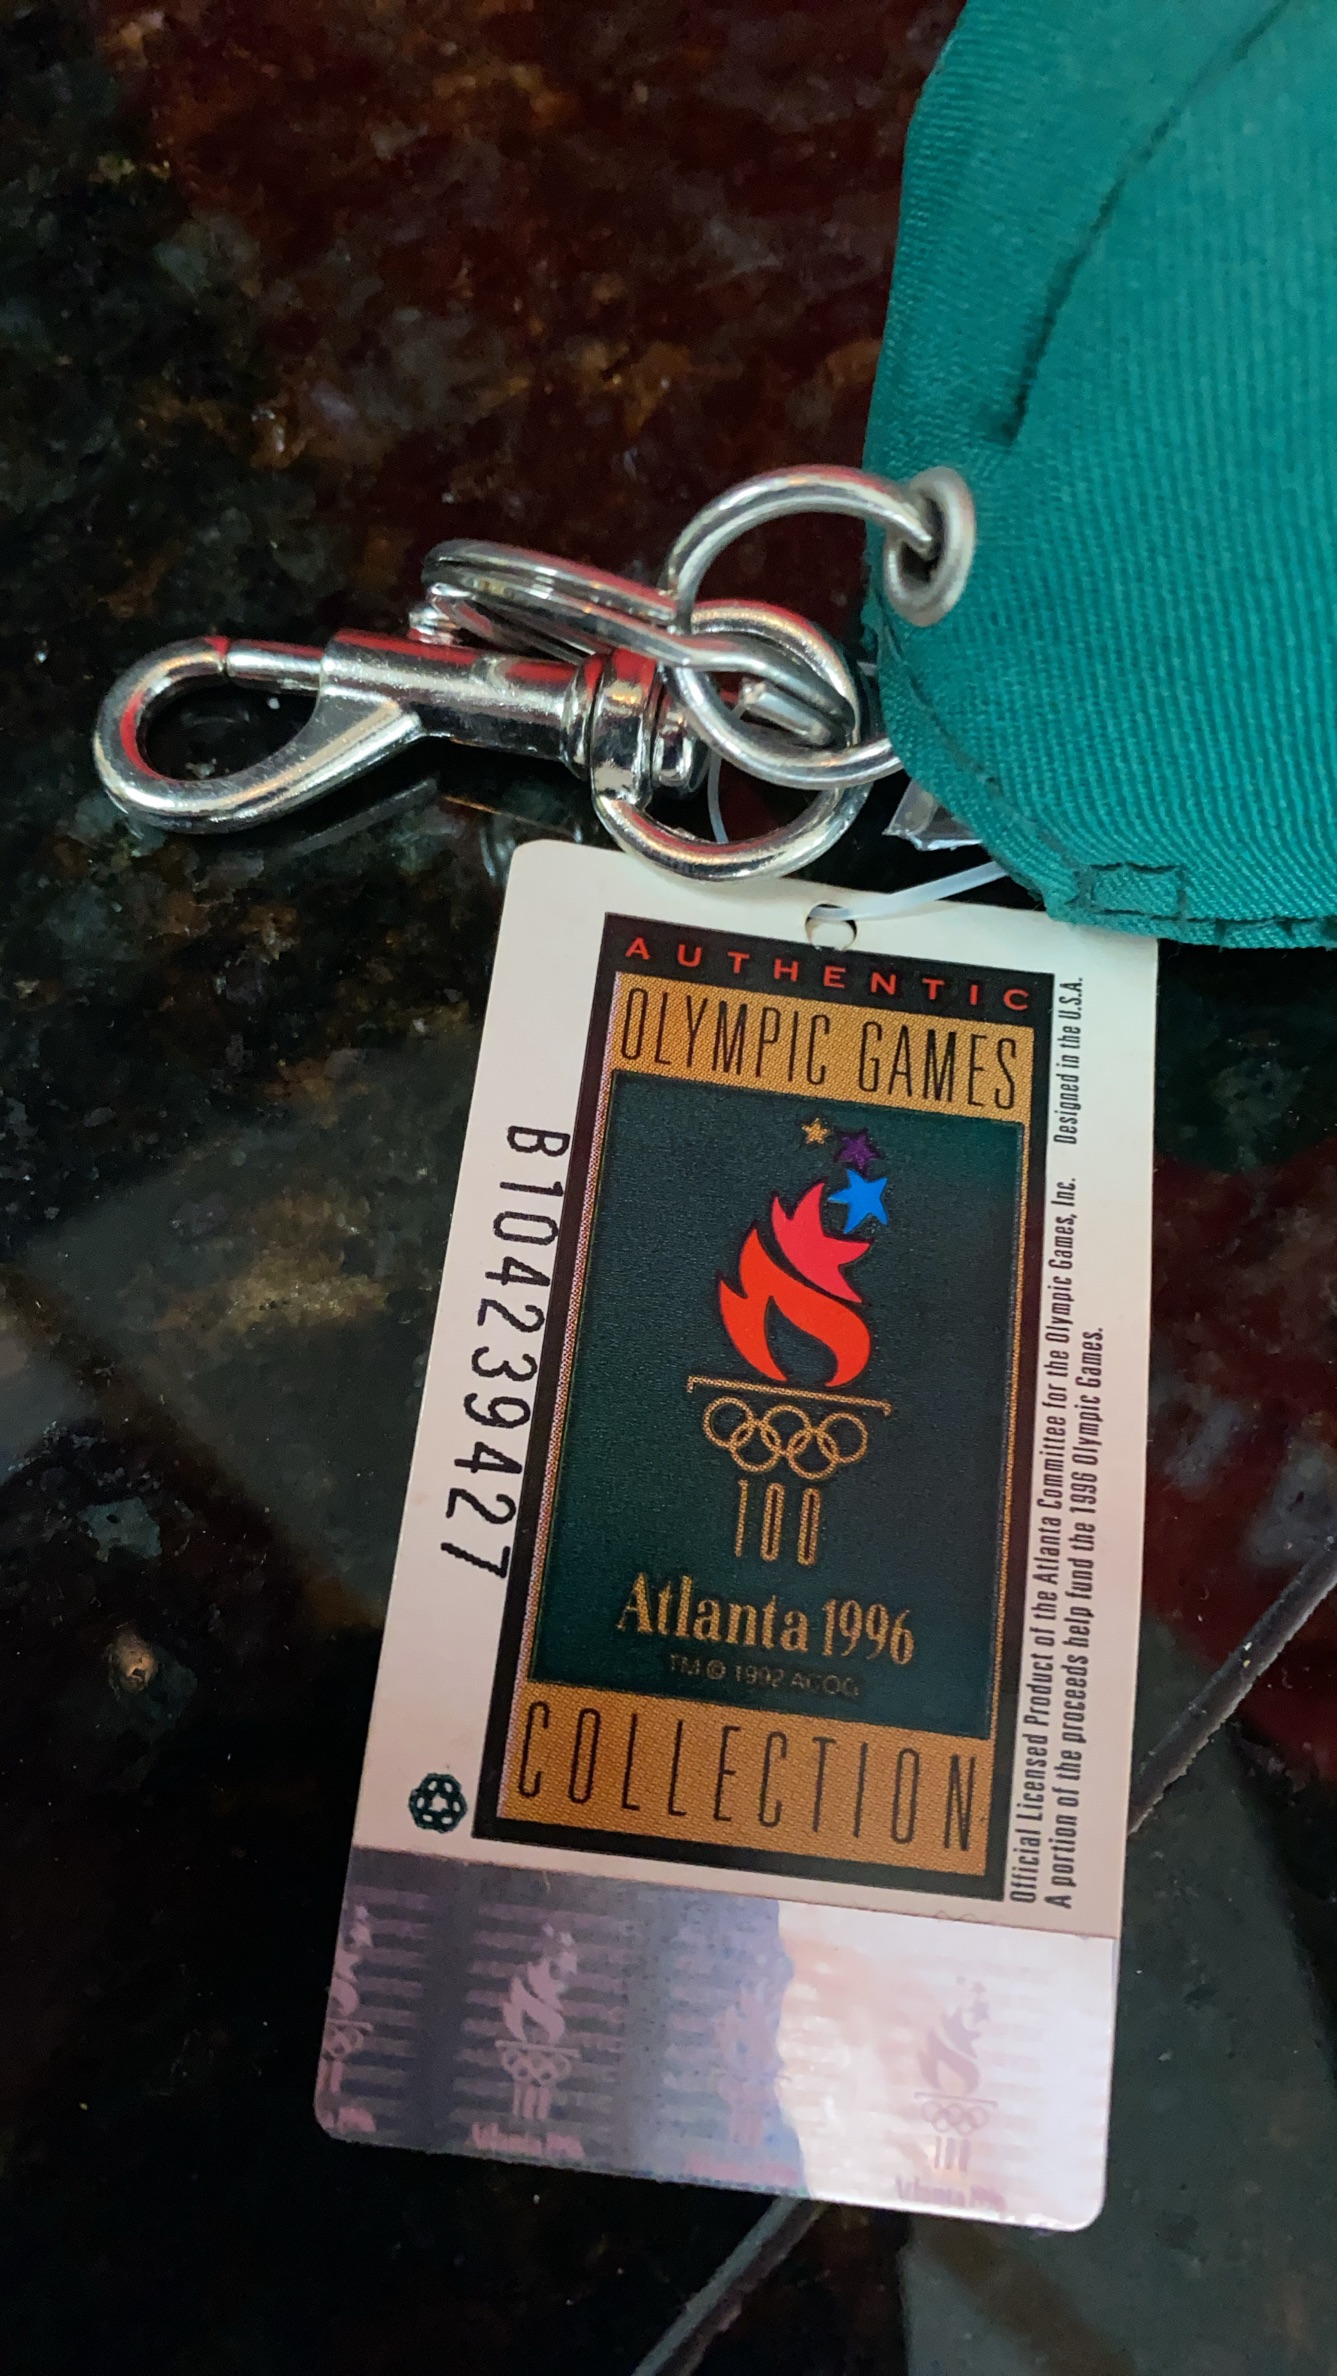 AUTHENTIC
OLYMPIC GAMES
100
Atlanta 1996
TM © 1992 ACOG
COLLECTION
B104239427
Official Licensed Product of the Atlanta Committee for the Olympic Games, Inc. Designed in the U.S.A.
A portion of the proceeds help fund the 1996 Olympic Games.